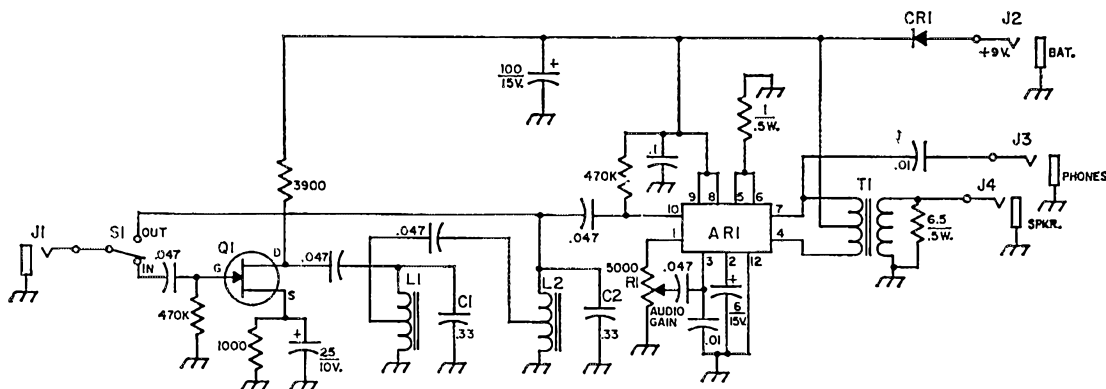 CR1
J2
+9V.
BAT.
100
15V.
+
1
.5W.
3900
470K
.1
.01
J3
PHONES
T1
J4
6.5
.5W.
SPKR.
9
8
5
6
10
7
1
4
AR1
3
2
12
.047
J1
S1
OUT
IN
.047
G
Q1
D
S
470K
1000
+
25
10V.
.047
.047
L1
C1
.33
L2
C2
.33
5000
R1
AUDIO
GAIN
.047
.01
+
6
15V.